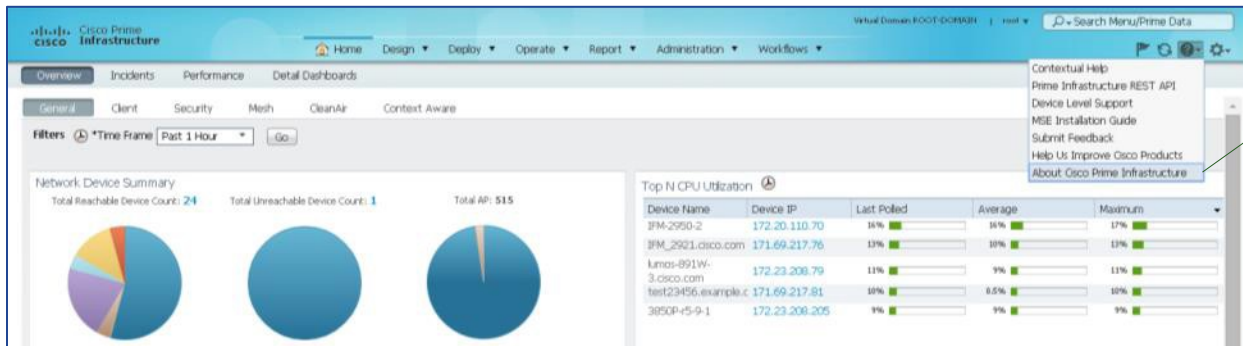 Virtual Domain ROOT-DOMAIN | root Search Menu/Prime Data
Cisco Prime
CISCO Infrastructure
Home Design Deploy Operate Report Administration Workflows
Overview Incidents Performance Detail Dashboards
General Client Security Mesh CleanAir Context Aware
Filters *Time Frame Past 1 Hour Go
Contextual Help
Prime Infrastructure REST API
Device Level Support
MSE Installation Guide
Submit Feedback
Help Us Improve Cisco Products
About Cisco Prime Infrastructure
Network Device Summary
Total Reachable Device Count: 24 Total Unreachable Device Count: 1 Total AP: 515
Top N CPU Utilization
Device Name Device IP Last Polled Average Maximum
IFM-2950-2 172.20.110.70 16% 16% 17%
IFM_2921.cisco.com 171.69.217.76 13% 10% 13%
lumos-891W-
3.cisco.com 172.23.208.79 11% 9% 11%
test23456.example.c 171.69.217.81 10% 8.5% 10%
3850P-r5-9-1 172.23.208.205 9% 9% 9%